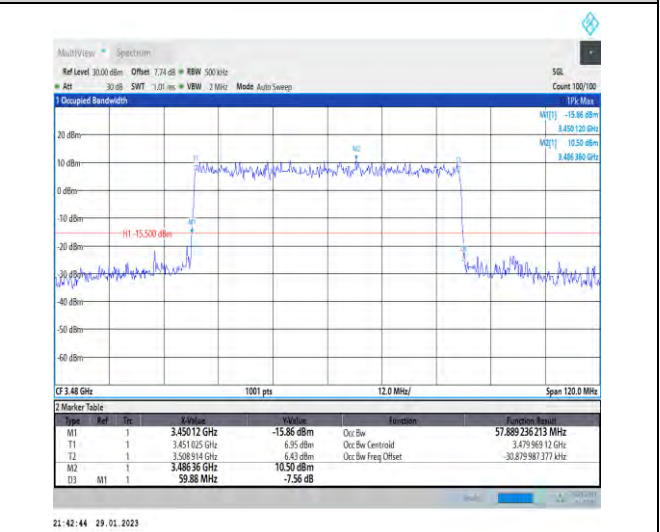 MultiView Spectrum
Ref Level 30.00 dBm Offset 7.74 dB RBW 500 kHz SGL
Att 30 dB SWT 1.01 ms VBW 2 MHz Mode Auto Sweep Count 100/100
1 Occupied Bandwidth 1Pk Max
M1[1] -15.86 dBm
3.450 120 GHz
M2[1] 10.50 dBm
3.486 360 GHz
20 dBm
M2
T1
10 dBm
0 dBm
-10 dBm
M1
H1 -15.500 dBm
-20 dBm
-30 dBm
-40 dBm
-50 dBm
-60 dBm
CF 3.48 GHz 1001 pts 12.0 MHz/ Span 120.0 MHz
2 Marker Table
Type Ref Trc X-Value Y-Value Function Function Result
M1 1 3.45012 GHz -15.86 dBm Occ Bw 57.889 236 213 MHz
T1 1 3.451 025 GHz 6.95 dBm Occ Bw Centroid 3.479 969 12 GHz
T2 1 3.508 914 GHz 6.43 dBm Occ Bw Freq Offset -30.879 987 377 kHz
M2 1 3.486 36 GHz 10.50 dBm
D3 M1 1 59.88 MHz -7.56 dB
21:42:44 29.01.2023